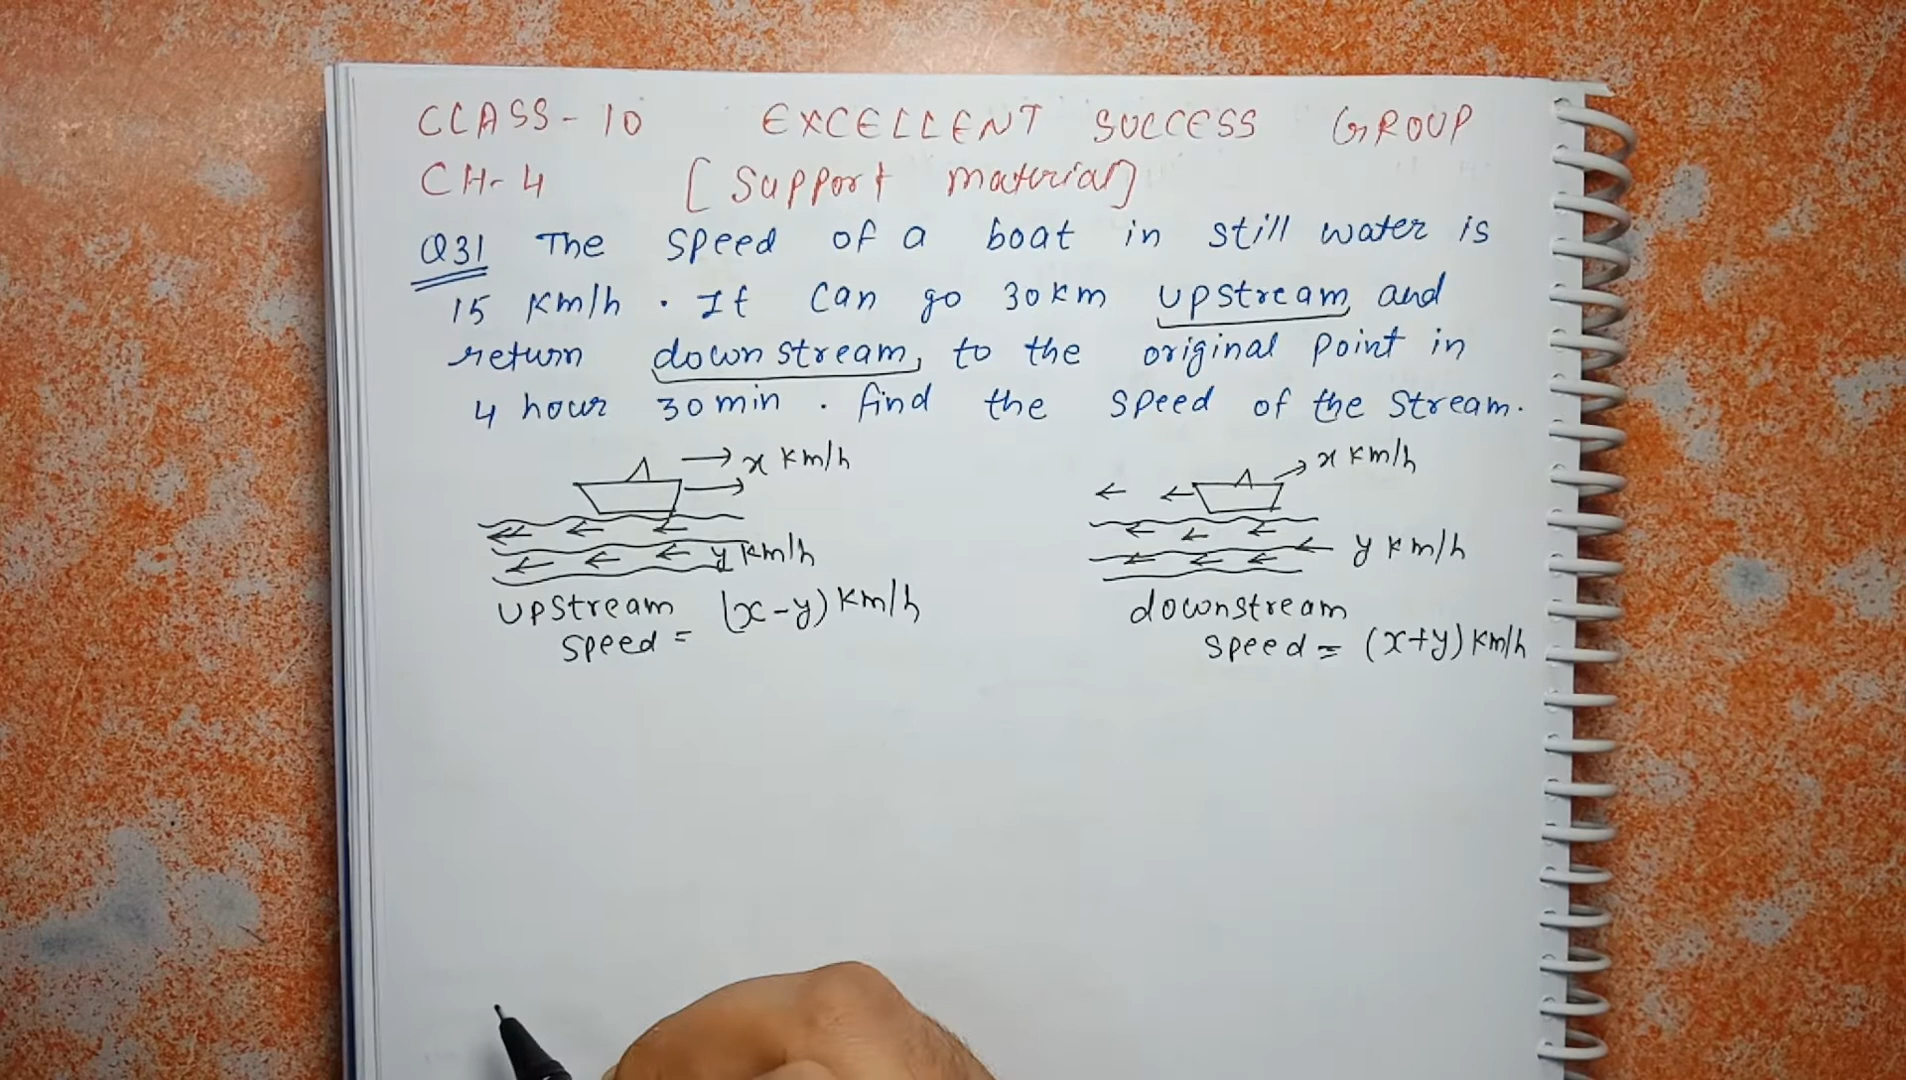 CLASS-10 EXCELLENT SUCCESS GROUP
CH-4 [Support material]
Q31 The speed of a boat in still water is
15 Km/h. It can go 30km upstream and
return downstream, to the original point in
4 hour 30min. find the speed of the stream.
x km/h
x km/h
y km/h
y km/h
upstream (x-y) km/h
speed =
downstream
speed = (x+y) km/h